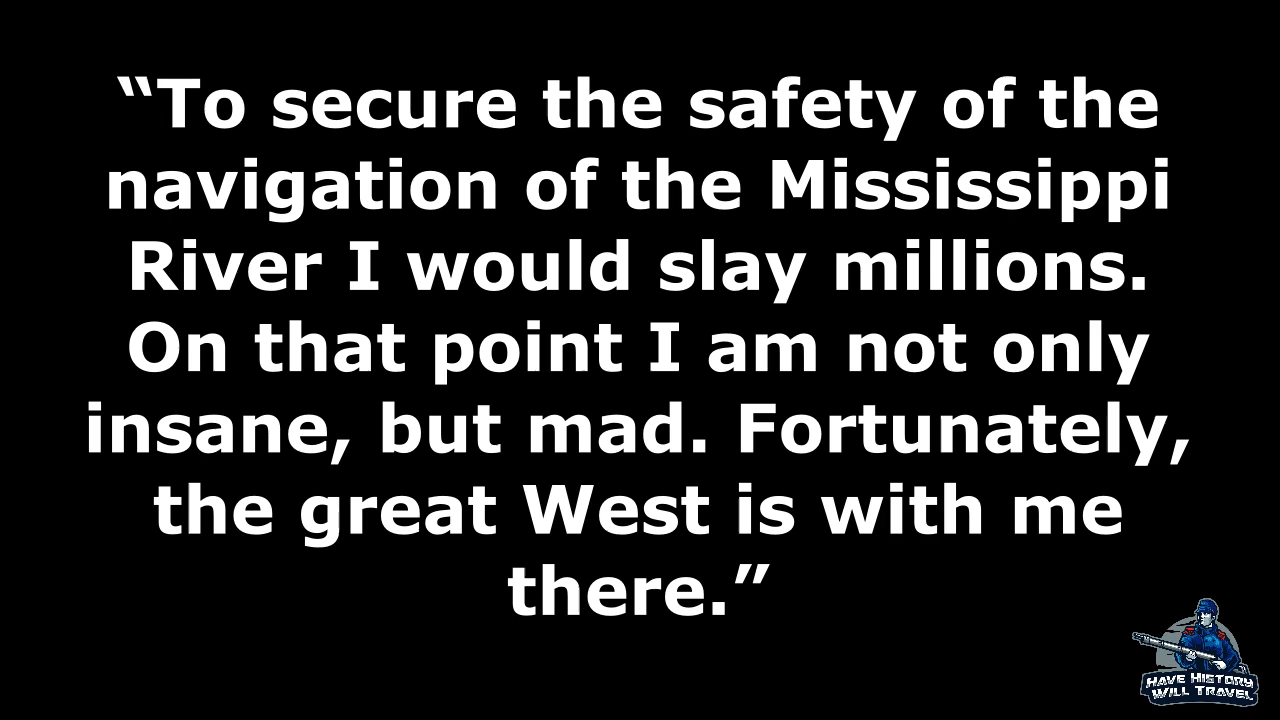 “To secure the safety of the
navigation of the Mississippi
River I would slay millions.
On that point I am not only
insane, but mad. Fortunately,
the great West is with me
there.”
HAVE HISTORY
WILL TRAVEL